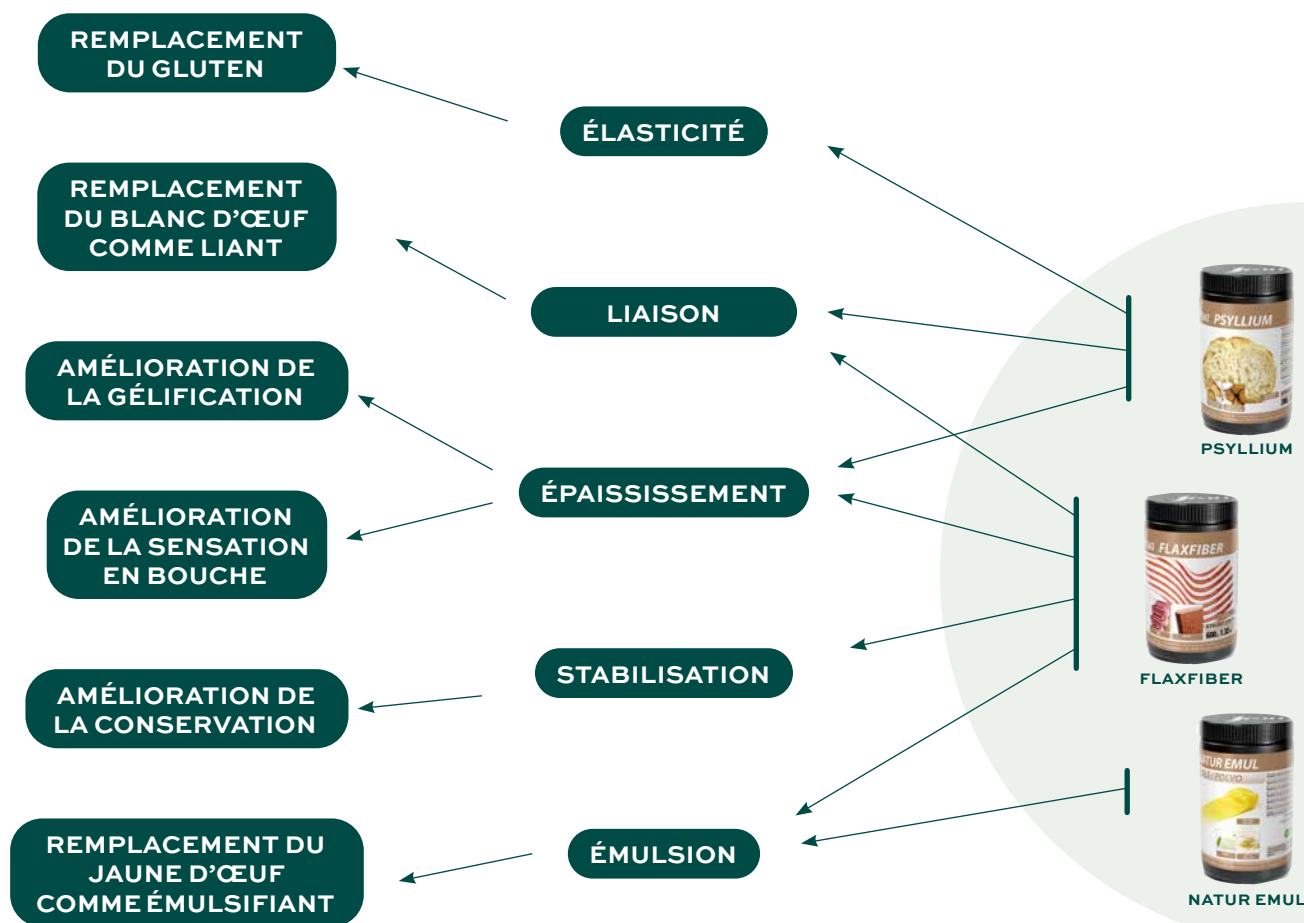 REMPLACEMENT
DU GLUTEN
ÉLASTICITÉ
REMPLACEMENT
DU BLANC D’ŒUF
COMME LIANT
LIAISON
PSYLLIUM
PSYLLIUM
AMÉLIORATION DE
LA GÉLIFICATION
ÉPAISSISSEMENT
AMÉLIORATION
DE LA SENSATION
EN BOUCHE
FLAXFIBER
FLAXFIBER
STABILISATION
AMÉLIORATION DE
LA CONSERVATION
NATUR EMUL
ÉMULSION
REMPLACEMENT DU
JAUNE D’ŒUF
COMME ÉMULSIFIANT